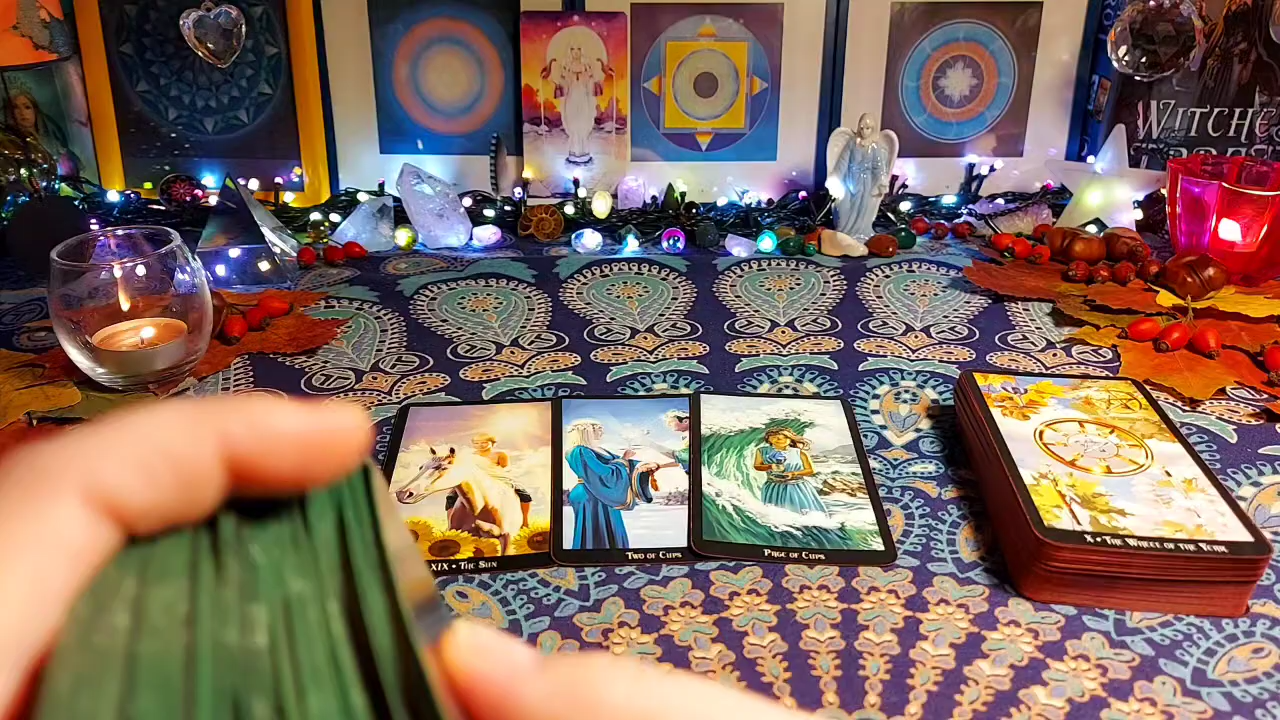 WITCHE
XIX • THE SUN
TWO OF CUPS
PAGE OF CUPS
X • THE WHEEL OF THE YEAR